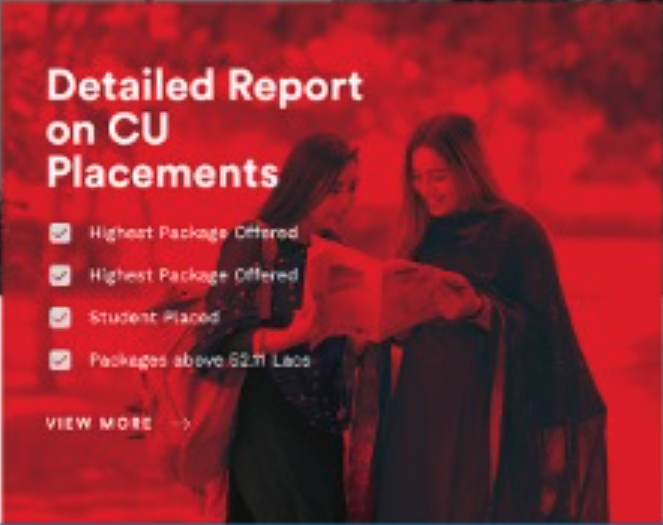 Detailed Report
on CU
Placements
Highest Package Offered
Highest Package Offered
Student Placed
Packages above 52.11 Lacs
VIEW MORE